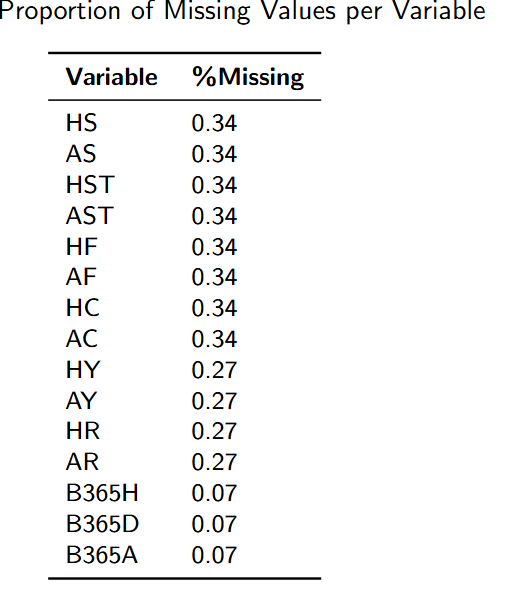 Proportion of Missing Values per Variable
Variable %Missing
HS 0.34
AS 0.34
HST 0.34
AST 0.34
HF 0.34
AF 0.34
HC 0.34
AC 0.34
HY 0.27
AY 0.27
HR 0.27
AR 0.27
B365H 0.07
B365D 0.07
B365A 0.07